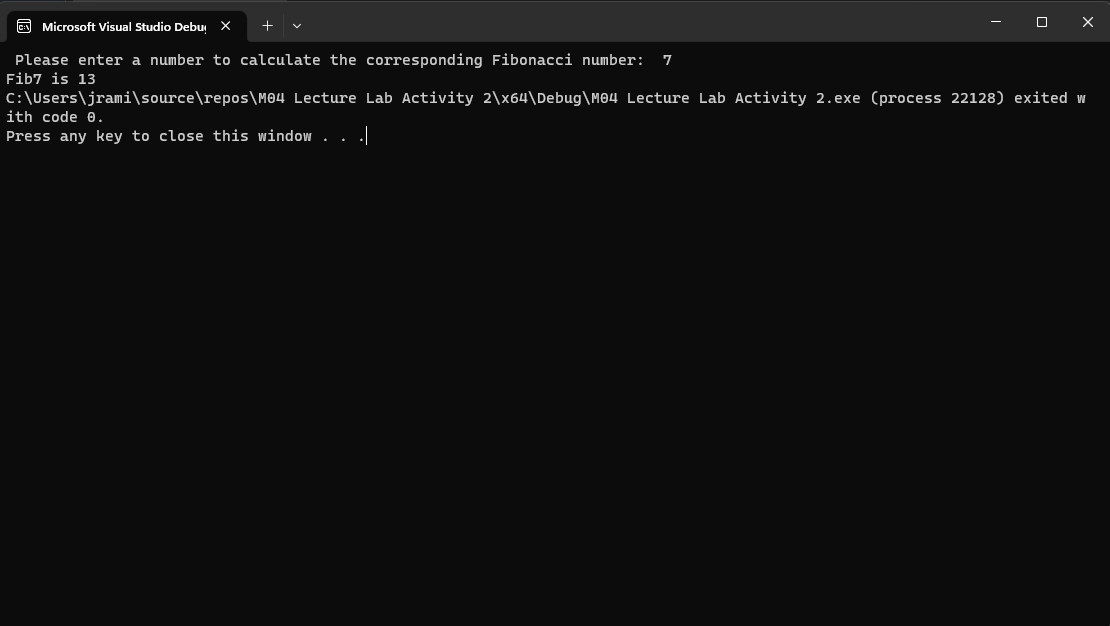 Microsoft Visual Studio Debu
Please enter a number to calculate the corresponding Fibonacci number:  7
Fib7 is 13
C:\Users\jrami\source\repos\M04 Lecture Lab Activity 2\x64\Debug\M04 Lecture Lab Activity 2.exe (process 22128) exited w
ith code 0.
Press any key to close this window . . .